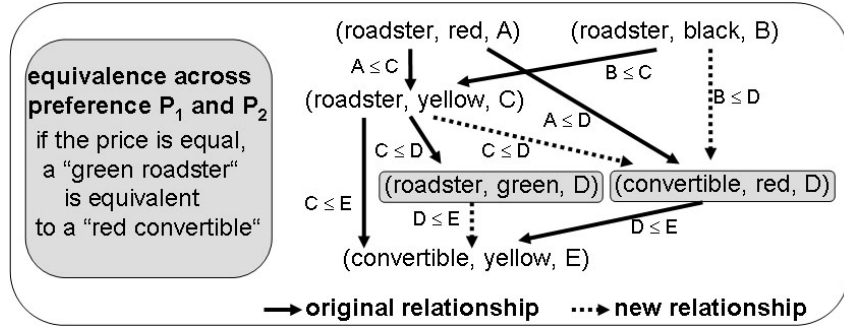 (roadster, red, A) (roadster, black, B)
equivalence across
preference P1 and P2
if the price is equal,
a “green roadster“
is equivalent
to a “red convertible“
A ≤ C
B ≤ C
(roadster, yellow, C)
B ≤ D
A ≤ D
C ≤ D
C ≤ D
(roadster, green, D) (convertible, red, D)
C ≤ E
D ≤ E
D ≤ E
(convertible, yellow, E)
original relationship new relationship